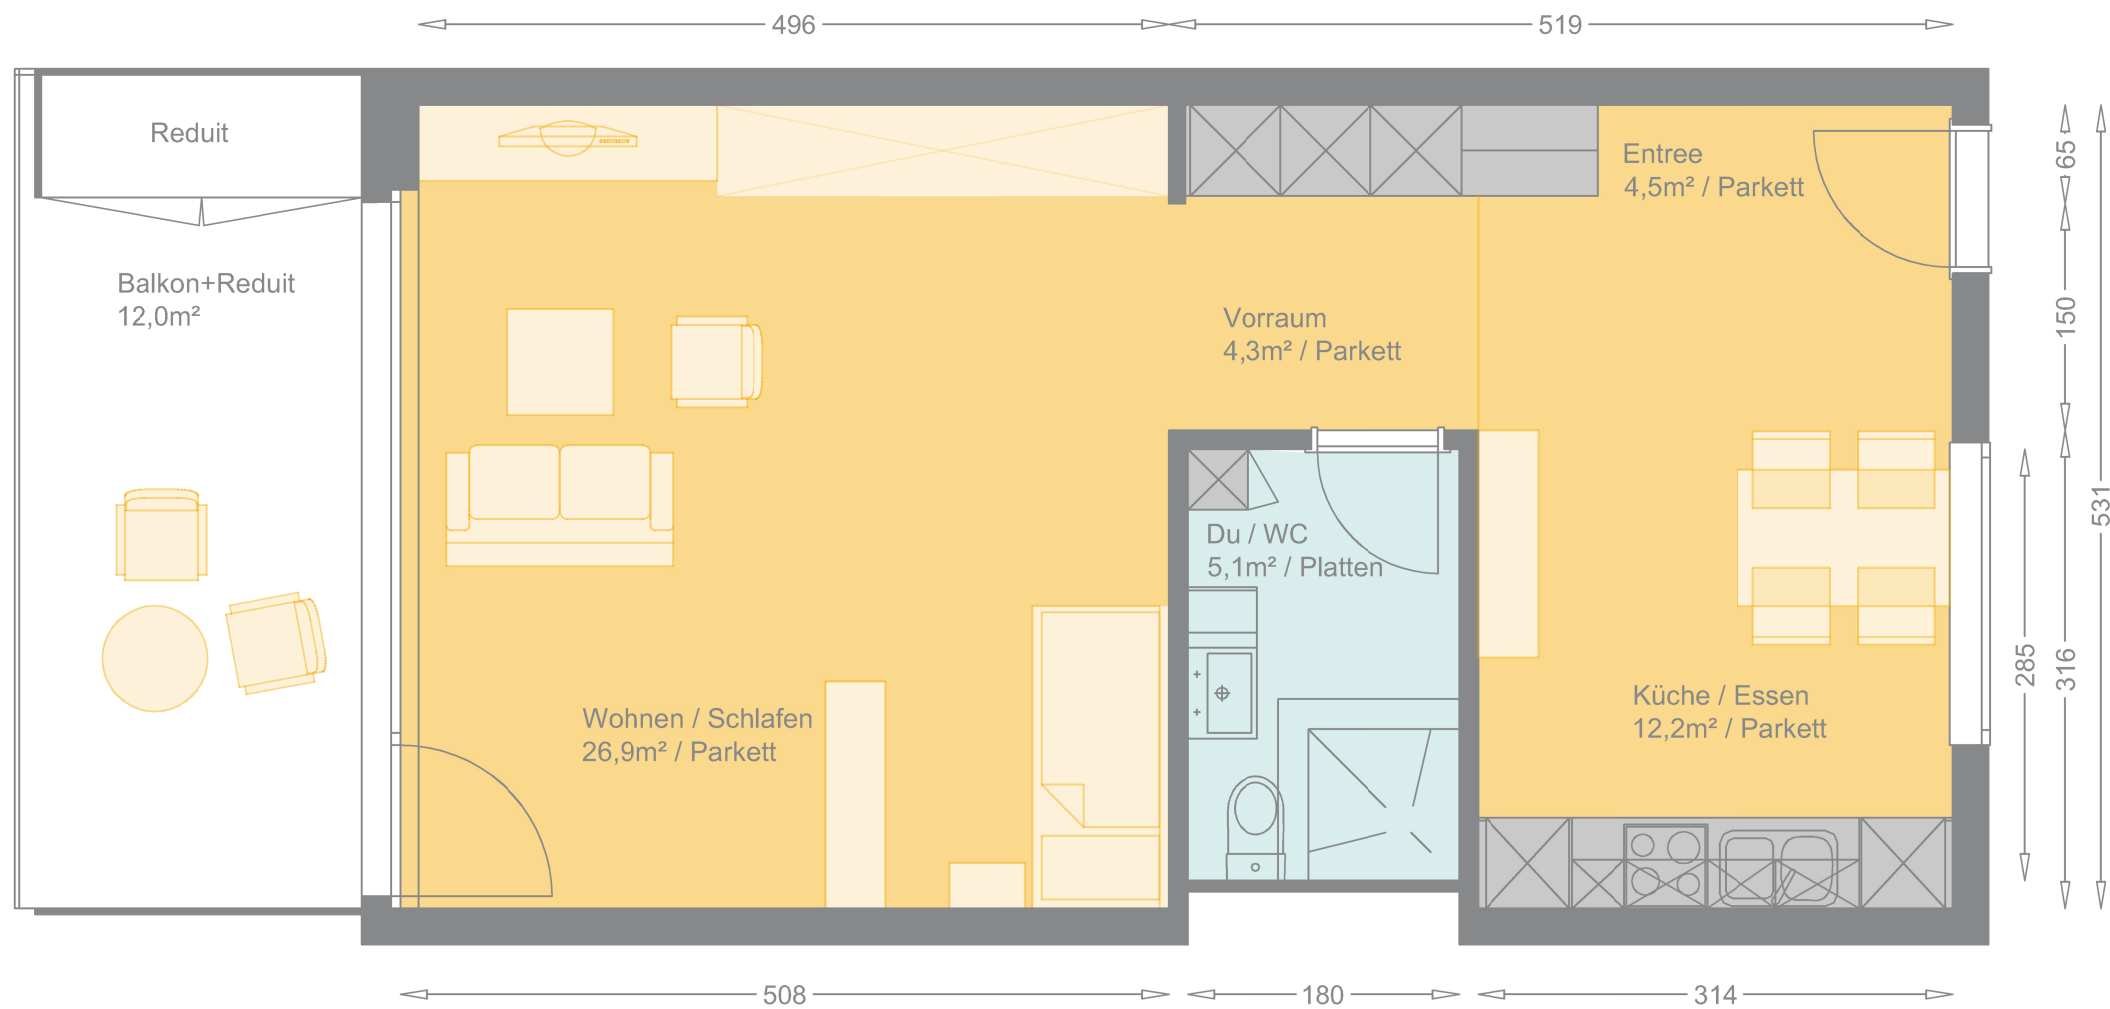 496
519
Reduit
Entree
4,5m² / Parkett
65
Balkon+Reduit
12,0m²
Vorraum
4,3m² / Parkett
150
531
Du / WC
5,1m² / Platten
285
316
Küche / Essen
12,2m² / Parkett
Wohnen / Schlafen
26,9m² / Parkett
508
180
314